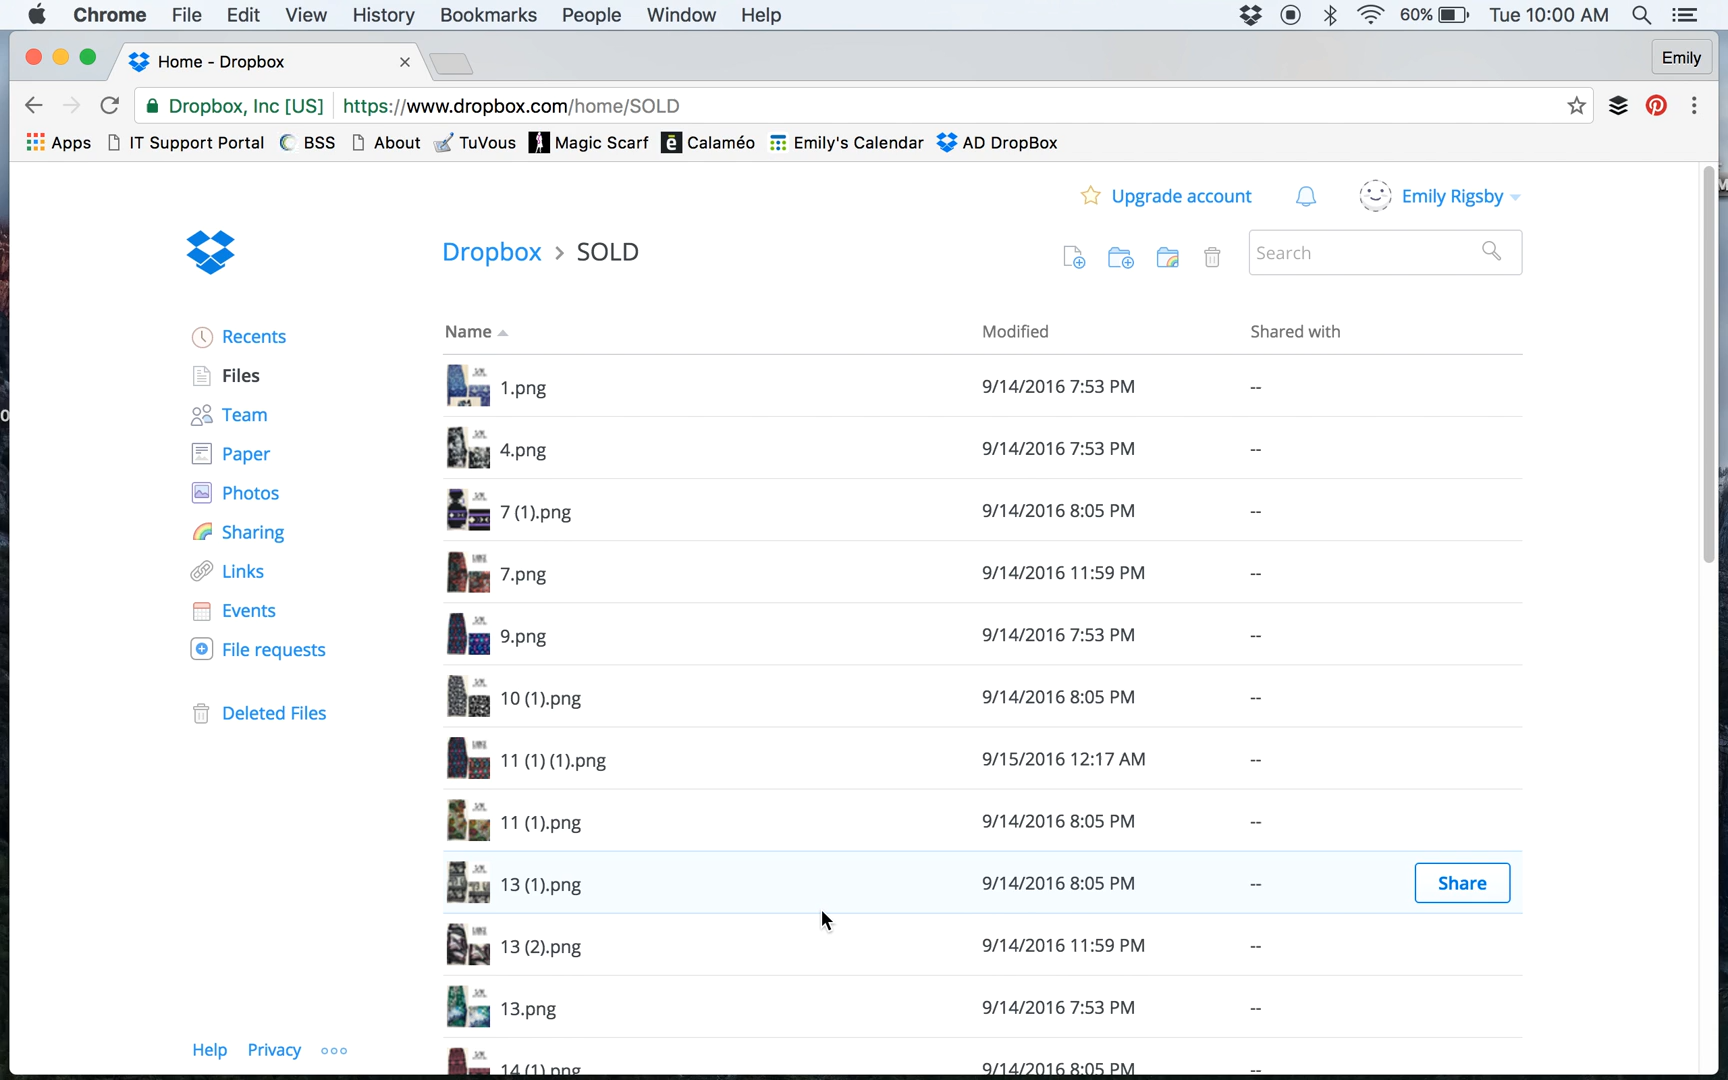 Chrome File Edit View History Bookmarks People Window Help 60% Tue 10:00 AM
Home - Dropbox Emily
Dropbox, Inc [US] https://www.dropbox.com/home/SOLD
Apps IT Support Portal BSS About TuVous Magic Scarf Calaméo Emily's Calendar AD DropBox
Upgrade account Emily Rigsby
Dropbox > SOLD Search
Name Modified Shared with
Recents
Files
Team
Paper
Photos
Sharing
Links
Events
File requests
Deleted Files
1.png 9/14/2016 7:53 PM --
4.png 9/14/2016 7:53 PM --
7 (1).png 9/14/2016 8:05 PM --
7.png 9/14/2016 11:59 PM --
9.png 9/14/2016 7:53 PM --
10 (1).png 9/14/2016 8:05 PM --
11 (1) (1).png 9/15/2016 12:17 AM --
11 (1).png 9/14/2016 8:05 PM --
13 (1).png 9/14/2016 8:05 PM -- Share
13 (2).png 9/14/2016 11:59 PM --
13.png 9/14/2016 7:53 PM --
14 (1).png 9/14/2016 8:05 PM --
Help Privacy